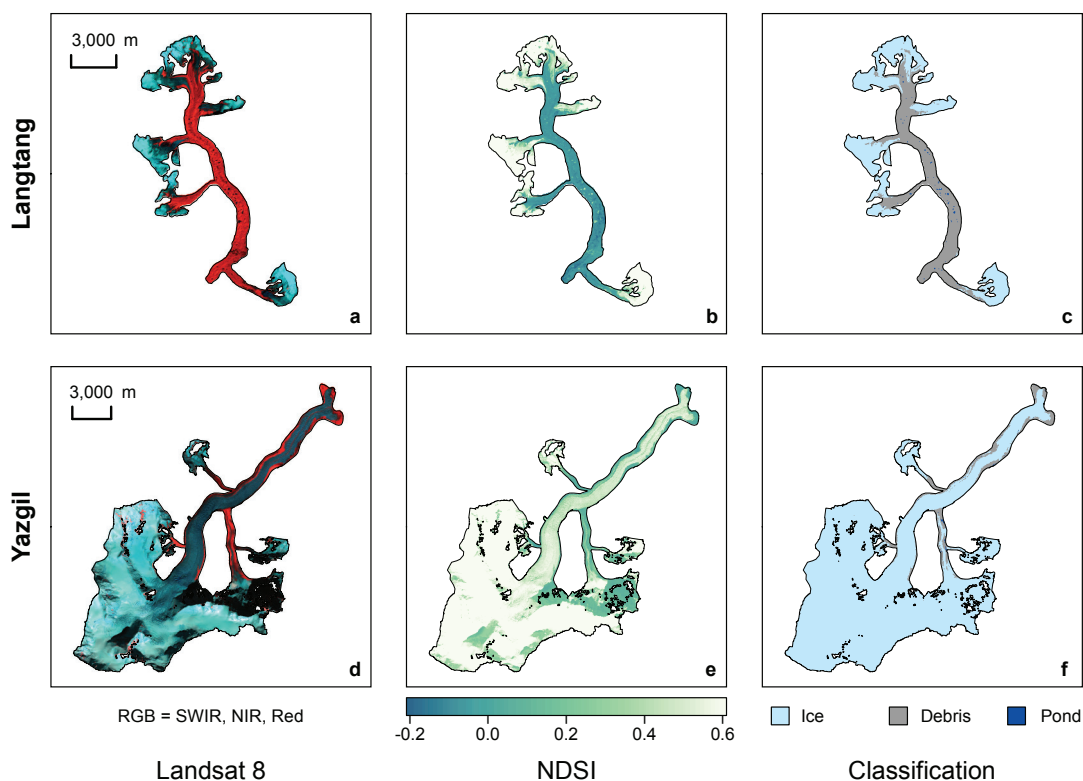 Langtang
3,000 m
a
b
c
Yazgil
3,000 m
d
e
f
RGB = SWIR, NIR, Red
-0.2 0.0 0.2 0.4 0.6
Ice Debris Pond
Landsat 8 NDSI Classification